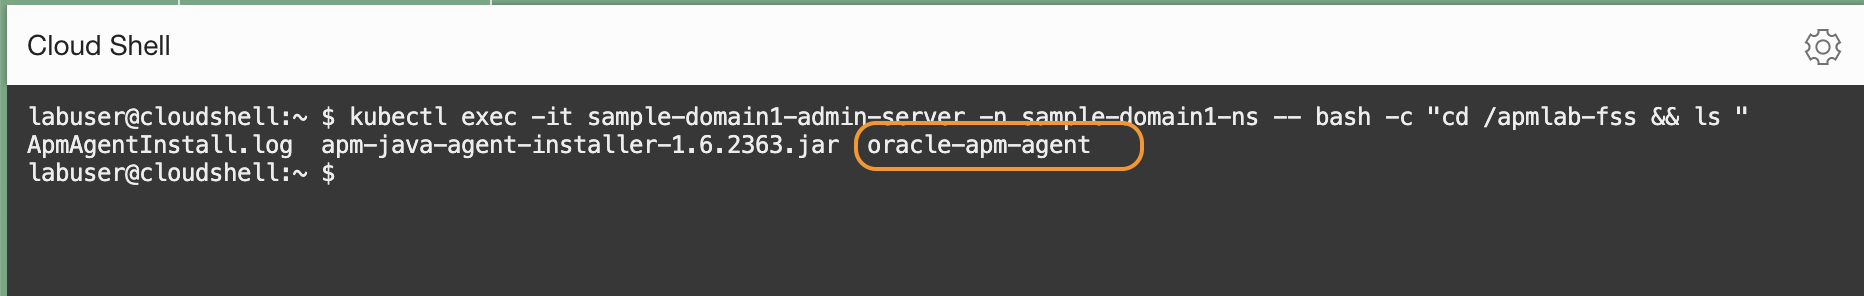 Cloud Shell
labuser@cloudshell:~ $ kubectl exec -it sample-domain1-admin-server -n sample-domain1-ns -- bash -c "cd /apmlab-fss && ls "
ApmAgentInstall.log  apm-java-agent-installer-1.6.2363.jar  oracle-apm-agent
labuser@cloudshell:~ $